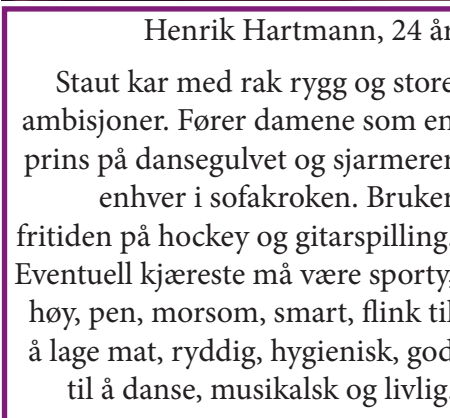 Henrik Hartmann, 24 år
Staut kar med rak rygg og store
ambisjoner. Fører damene som en
prins på dansegulvet og sjarmerer
enhver i sofakroken. Bruker
fritiden på hockey og gitarspilling.
Eventuell kjæreste må være sporty,
høy, pen, morsom, smart, flink til
å lage mat, ryddig, hygienisk, god
til å danse, musikalsk og livlig.